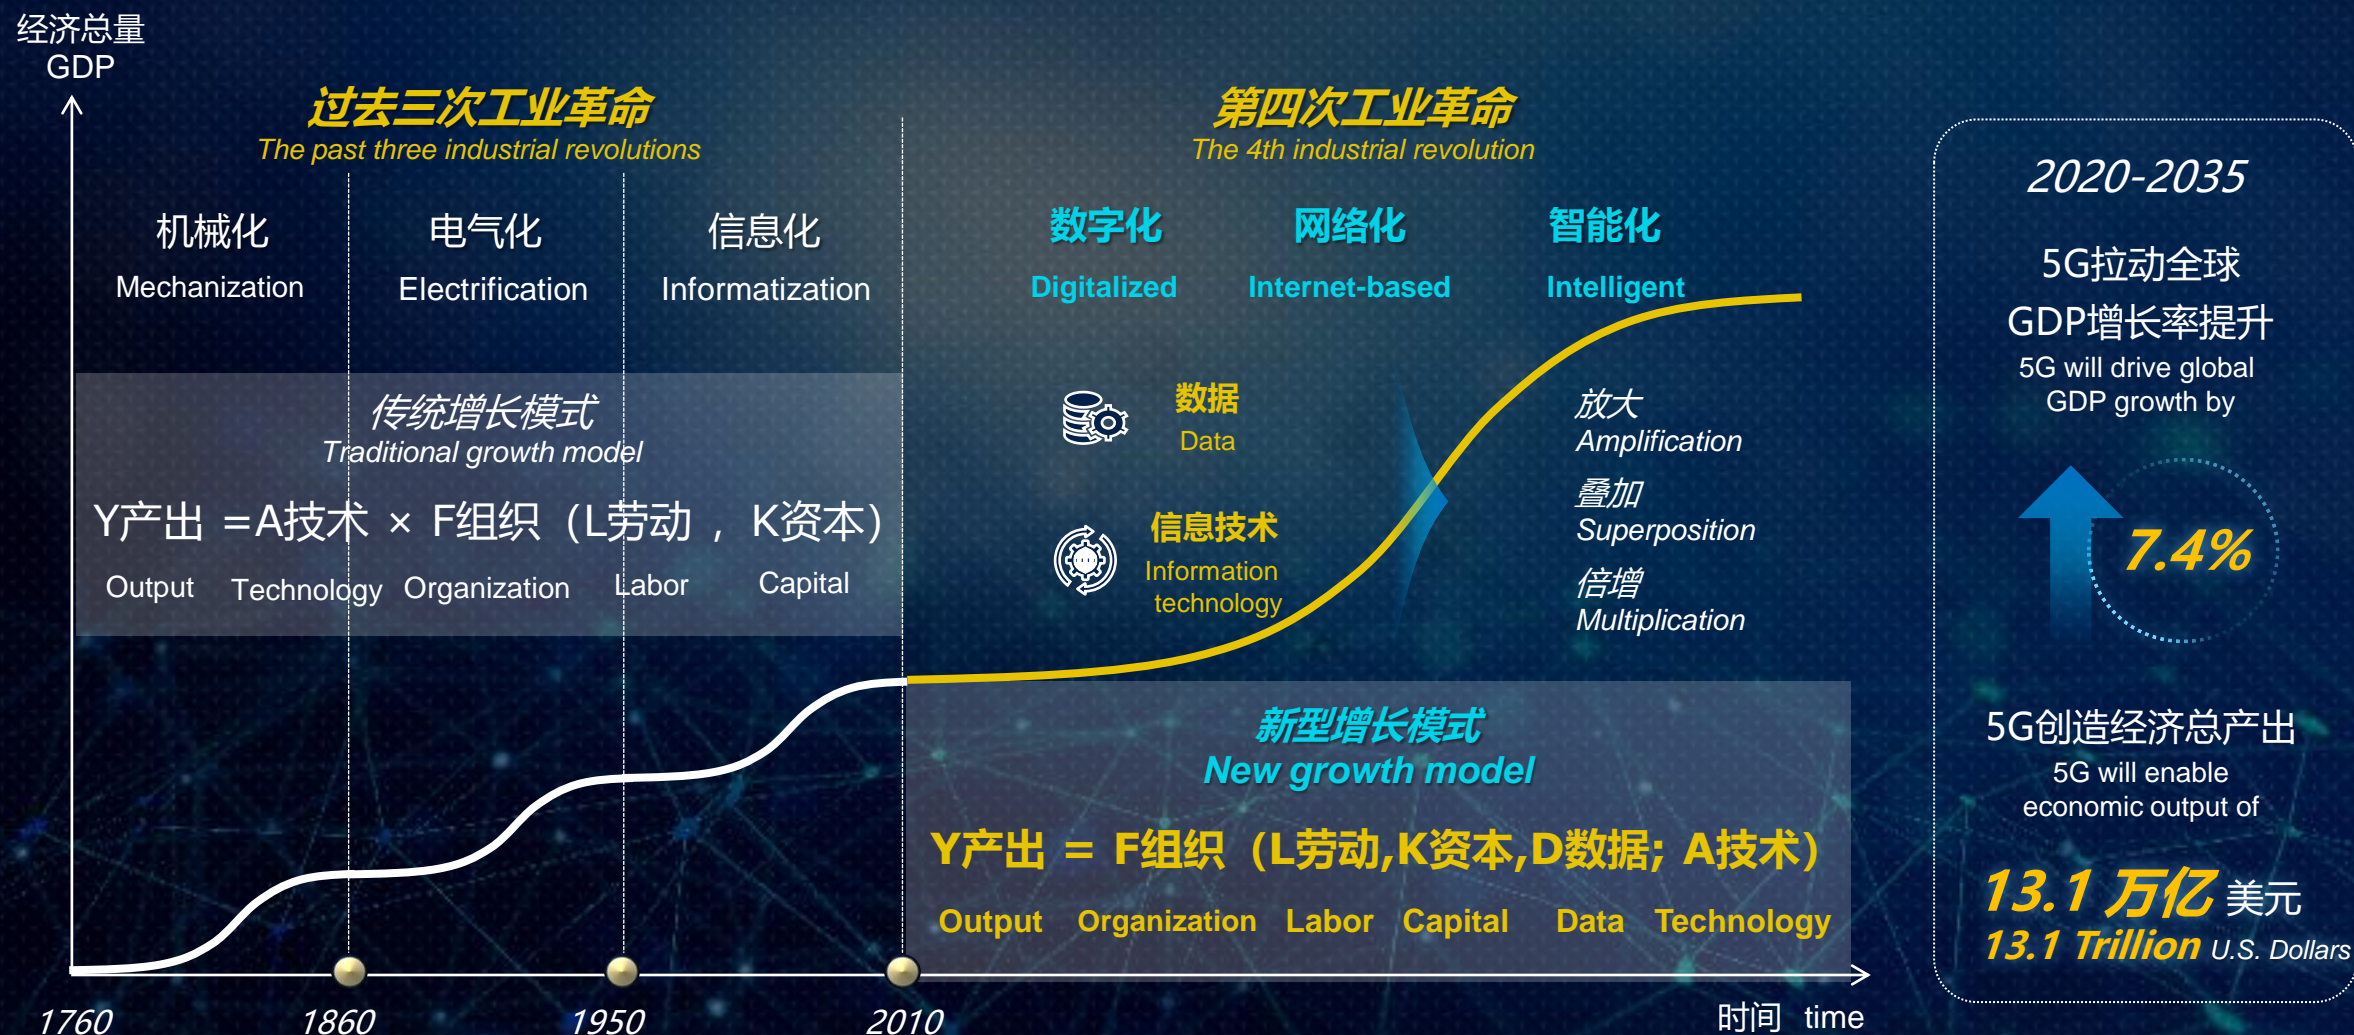 经济总量
GDP
过去三次工业革命
The past three industrial revolutions
机械化
Mechanization
电气化
Electrification
信息化
Informatization
传统增长模式
Traditional growth model
Y产出 =A技术 × F组织（L劳动 , K资本）
Output Technology Organization Labor Capital
第四次工业革命
The 4th industrial revolution
数字化
Digitalized
网络化
Internet-based
智能化
Intelligent
数据
Data
信息技术
Information
technology
放大
Amplification
叠加
Superposition
倍增
Multiplication
新型增长模式
New growth model
Y产出 = F组织（L劳动,K资本,D数据; A技术）
Output Organization Labor Capital Data Technology
1760 1860 1950 2010
时间 time
2020-2035
5G拉动全球
GDP增长率提升
5G will drive global
GDP growth by
7.4%
5G创造经济总产出
5G will enable
economic output of
13.1 万亿 美元
13.1 Trillion U.S. Dollars